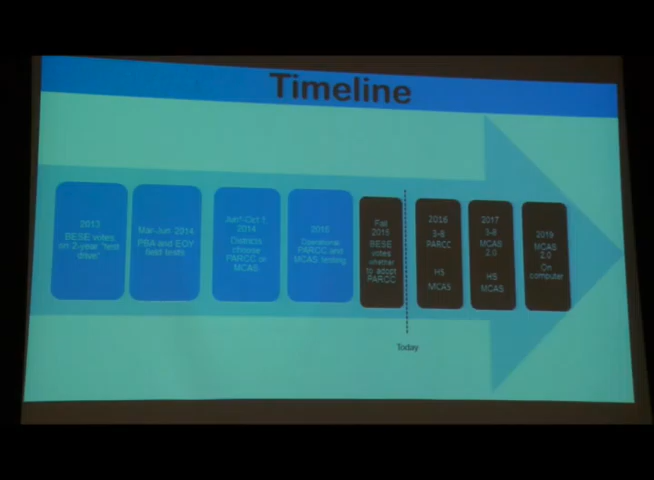 Timeline
2013
BESE votes
on 2-year "test
drive"
Mar-Jun 2014
PBA and EOY
field tests
2014
Districts
choose
PARCC or
MCAS
2015
Operational
PARCC and
MCAS testing
Fall
2015
BESE
votes
whether
to adopt
PARCC
2016
3-8
PARCC
HS
MCAS
2017
3-8
MCAS
2.0
HS
MCAS
2019
MCAS
2.0
On
computer
Today